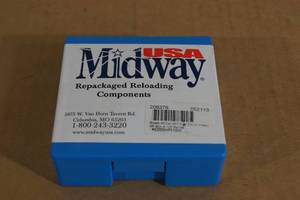 USA
Midway
Repackaged Reloading
Components
5875 W. Van Horn Tavern Rd.
Columbia, MO 65203
1-800-243-3220
www.midwayusa.com